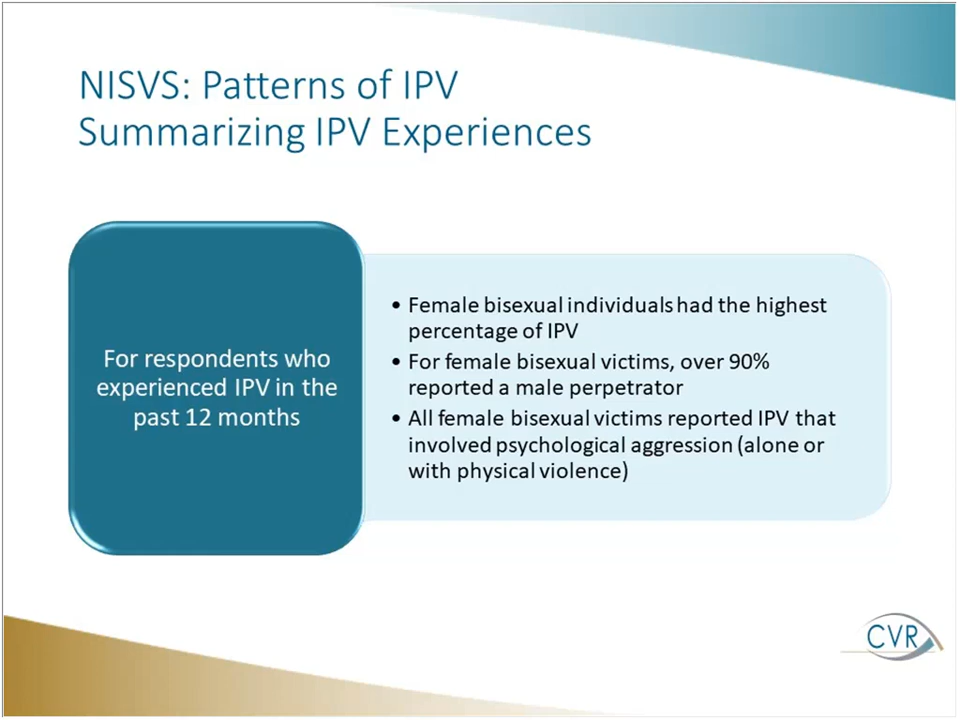 NISVS: Patterns of IPV
Summarizing IPV Experiences
For respondents who
experienced IPV in the
past 12 months
• Female bisexual individuals had the highest
percentage of IPV
• For female bisexual victims, over 90%
reported a male perpetrator
• All female bisexual victims reported IPV that
involved psychological aggression (alone or
with physical violence)
CVR